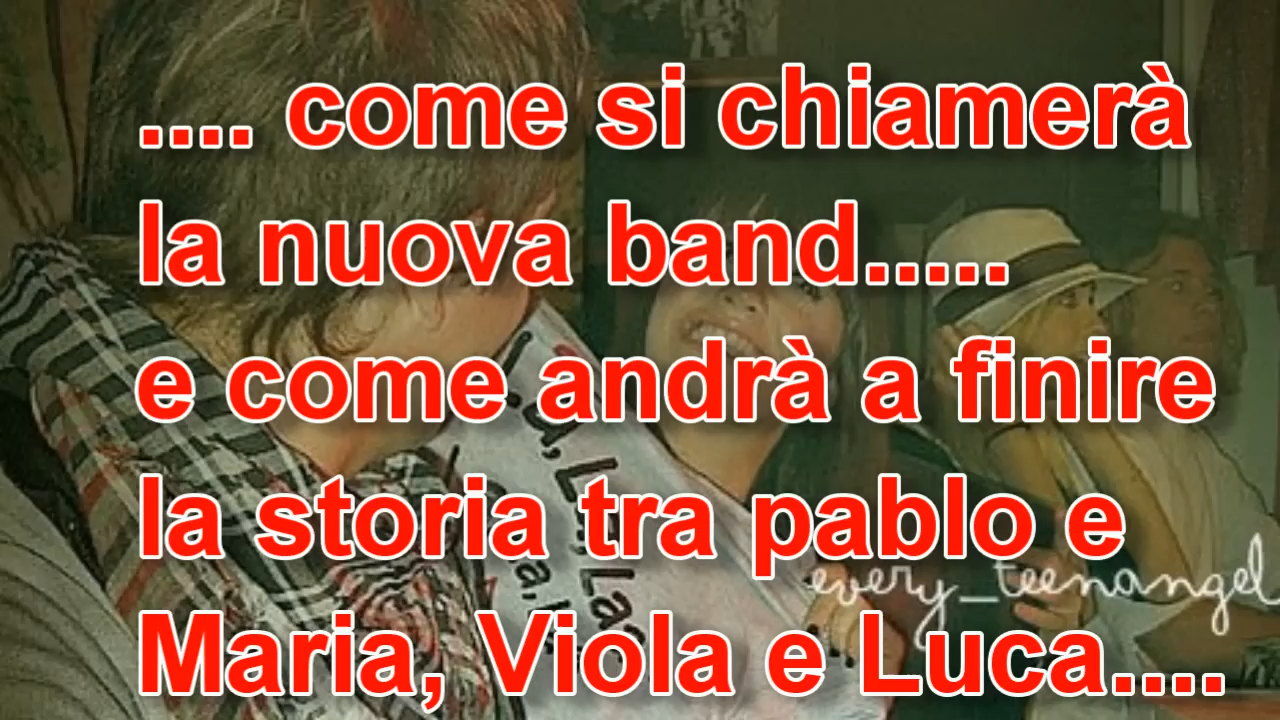 .... come si chiamerà
la nuova band.....
e come andrà a finire
la storia tra pablo e
every_teenangel
Maria, Viola e Luca....